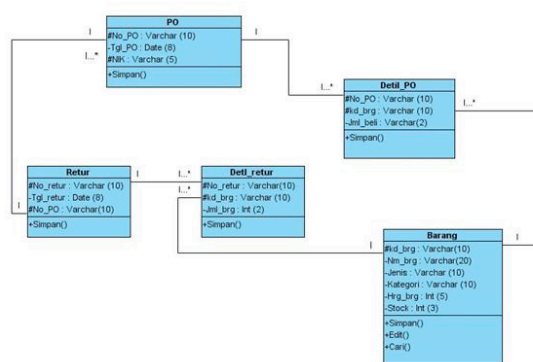 PO
#No_PO : Varchar (10)
-Tgl_PO : Date (8)
#NIK : Varchar (5)
+Simpan()
I
I...*
I
I...*
Detil_PO
#No_PO : Varchar (10)
#kd_brg : Varchar (10)
-Jml_beli : Varchar(2)
+Simpan()
I...*
Retur
#No_retur : Varchar (10)
-Tgl_retur : Date (8)
#No_PO : Varchar(10)
+Simpan()
I
I
I...*
I...*
Detl_retur
#No_retur : Varchar(10)
#kd_brg : Varchar (10)
-Jml_brg : Int (2)
+Simpan()
I
Barang
#kd_brg : Varchar(10)
-Nm_brg : Varchar(20)
-Jenis : Varchar (10)
-Kategori : Varchar (10)
-Hrg_brg : Int (5)
-Stock : Int (3)
+Simpan()
+Edit()
+Cari()
I